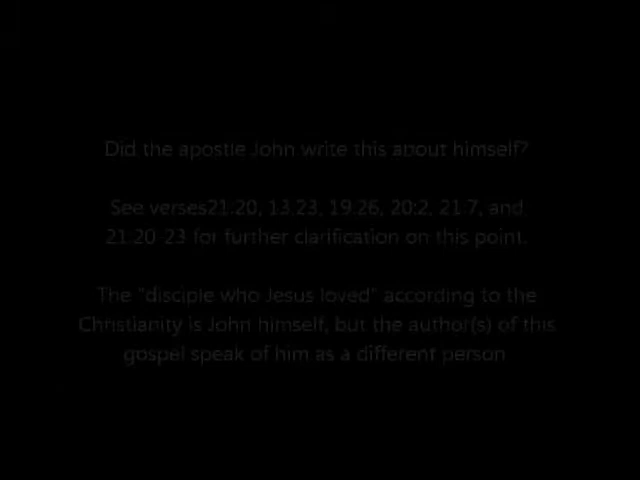 Did the apostle John write this about himself?
See verses21:20, 13:23, 19:26, 20:2, 21:7, and
21:20-23 for further clarification on this point.
The "disciple who Jesus loved" according to the
Christianity is John himself, but the author(s) of this
gospel speak of him as a different person